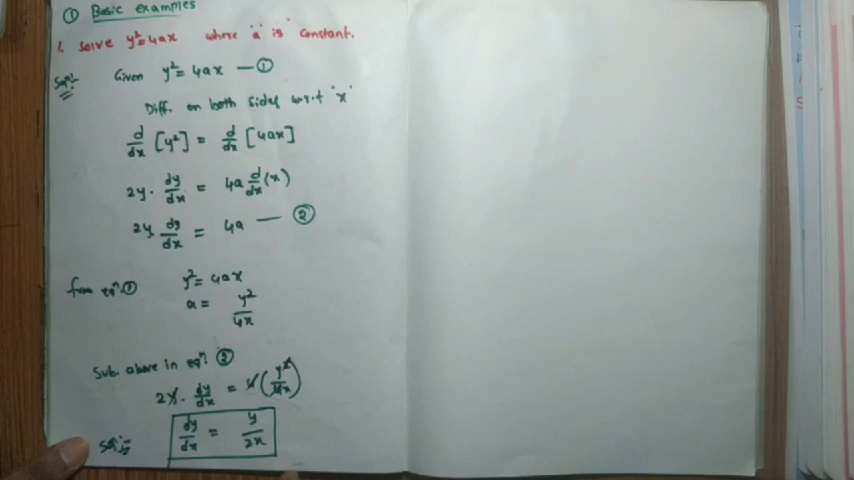 ① Basic examples
1. Solve y²=4ax where 'a' is constant.
Solⁿ:- Given y²= 4ax — ①
Diff. on both sides w.r.t 'x'
d/dx [y²] = d/dx [4ax]
2y. dy/dx = 4a d/dx (x)
2y. dy/dx = 4a — ②
from eqⁿ.① y²= 4ax
a = y²/4x
Sub. above in eqⁿ ②
2y. dy/dx = 4(y²/4x)
dy/dx = y/2x